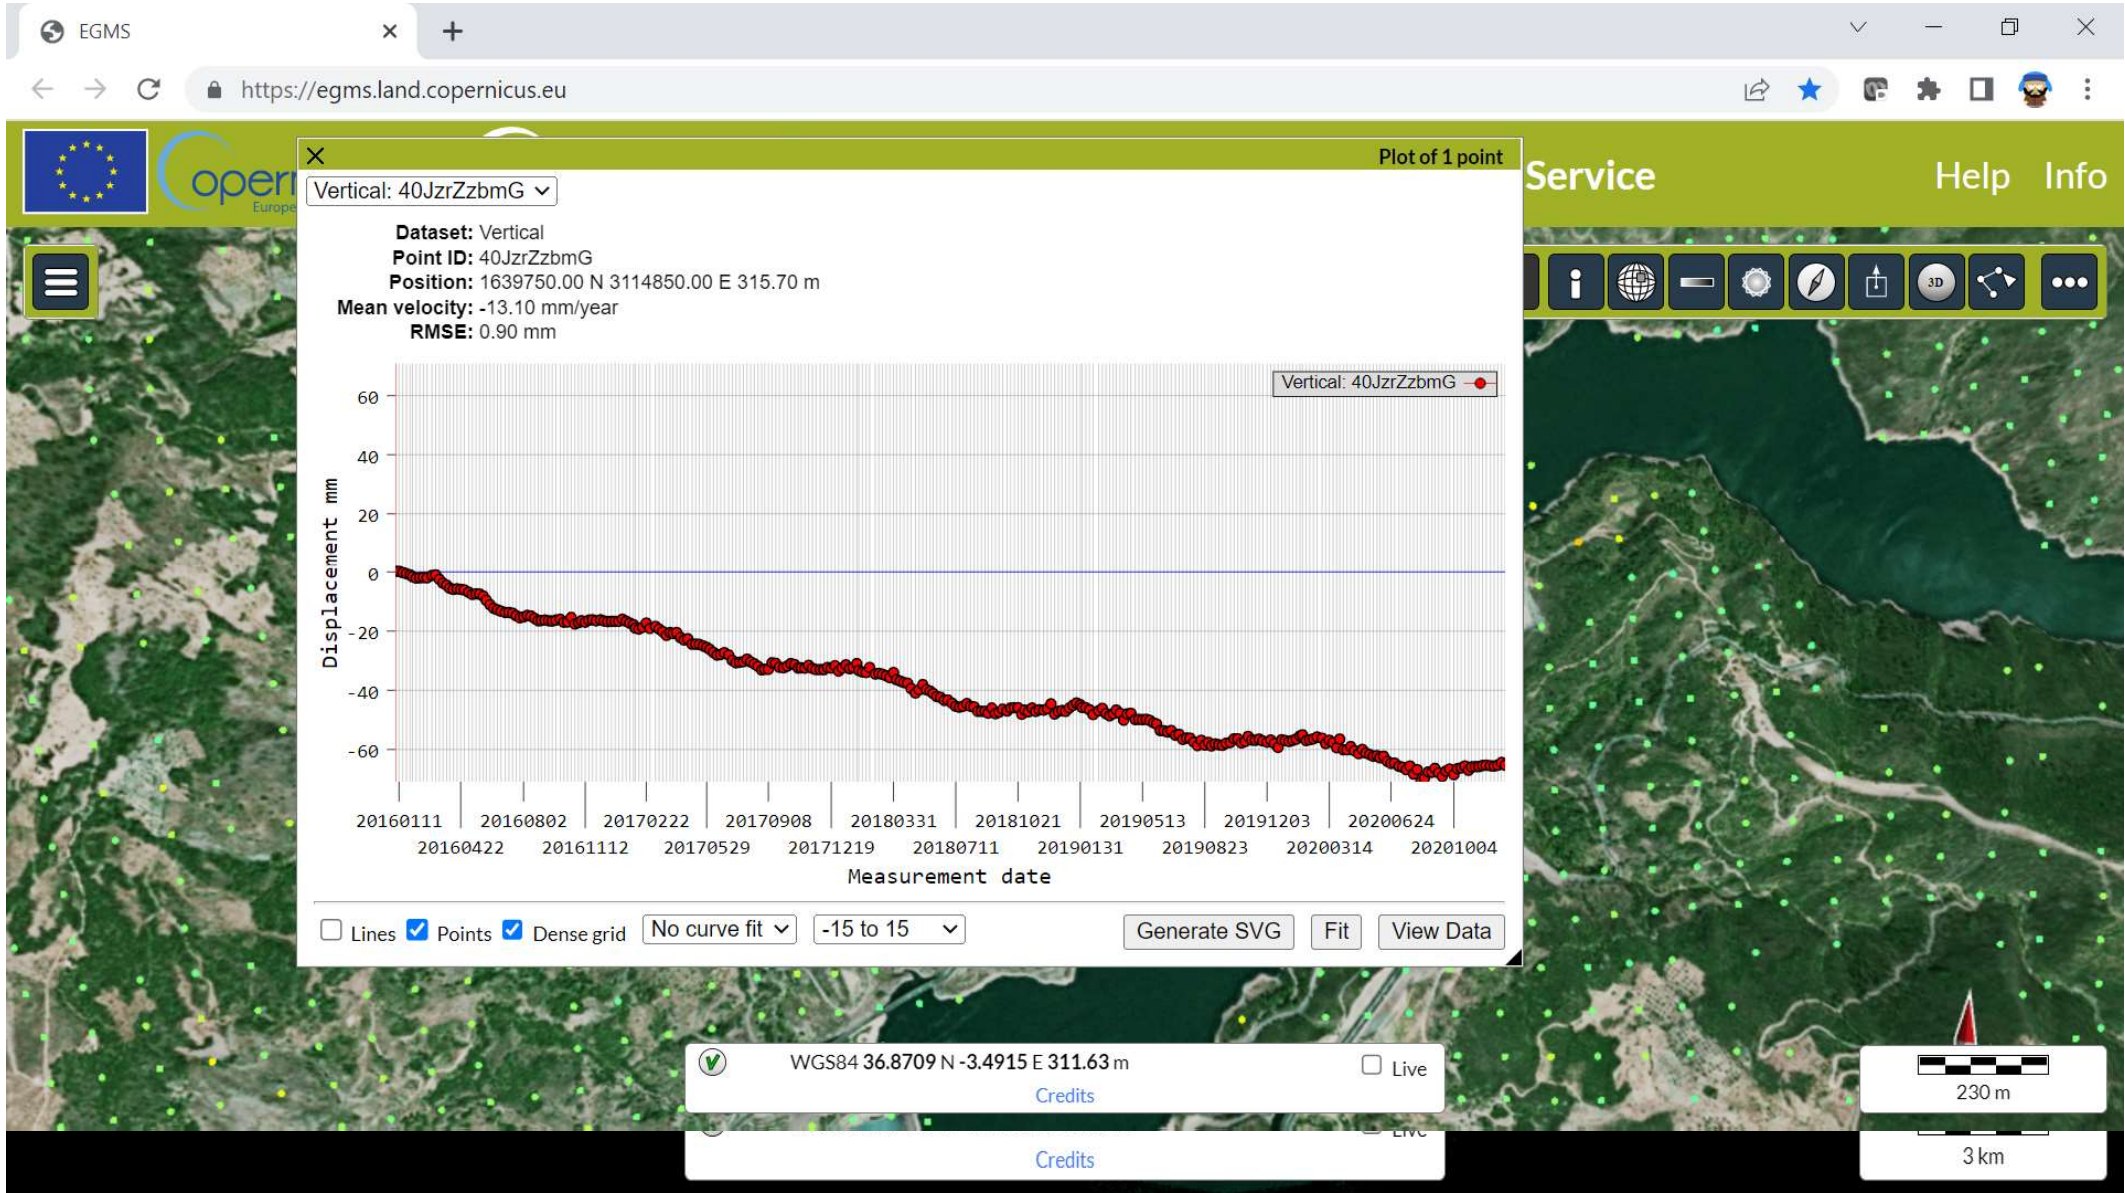 EGMS
https://egms.land.copernicus.eu
Plot of 1 point
Service
Help Info
Europe
Vertical: 40JzrZzbmG
Dataset: Vertical
Point ID: 40JzrZzbmG
Position: 1639750.00 N 3114850.00 E 315.70 m
Mean velocity: -13.10 mm/year
RMSE: 0.90 mm
3D
Vertical: 40JzrZzbmG
Displacement mm
60
40
20
0
-20
-40
-60
20160111 20160802 20170222 20170908 20180331 20181021 20190513 20191203 20200624
20160422 20161112 20170529 20171219 20180711 20190131 20190823 20200314 20201004
Measurement date
Lines Points Dense grid No curve fit -15 to 15 Generate SVG Fit View Data
WGS84 36.8709 N -3.4915 E 311.63 m Live
Credits
230 m
Credits
3 km